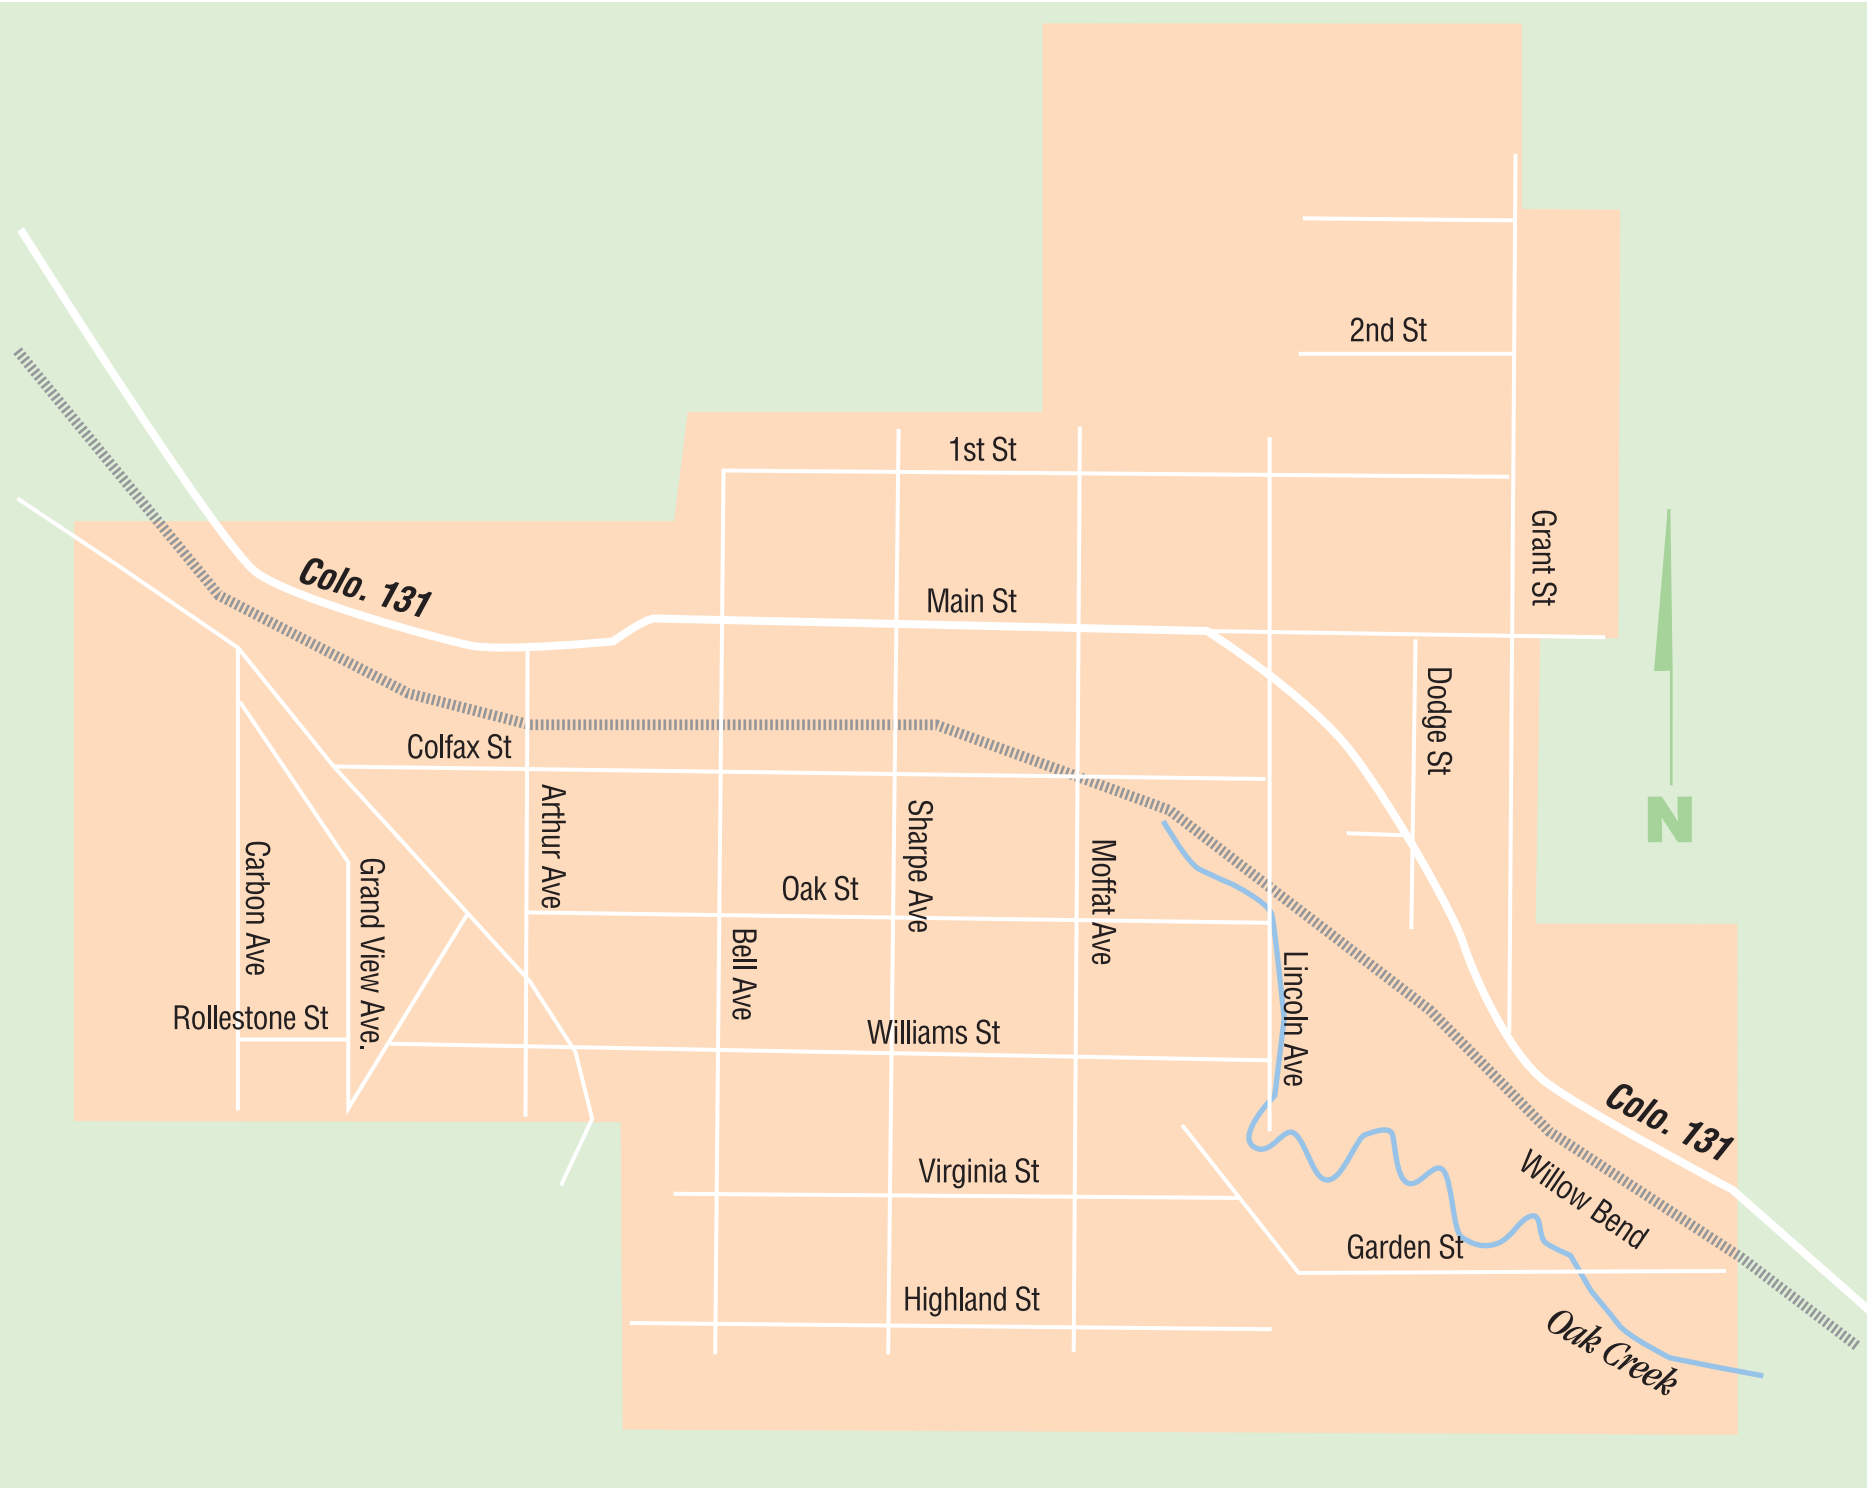 2nd St
1st St
Grant St
Colo. 131
Main St
Dodge St
Colfax St
Arthur Ave
Sharpe Ave
N
Carbon Ave
Grand View Ave.
Moffat Ave
Oak St
Bell Ave
Lincoln Ave
Rollestone St
Williams St
Colo. 131
Virginia St
Willow Bend
Garden St
Highland St
Oak Creek